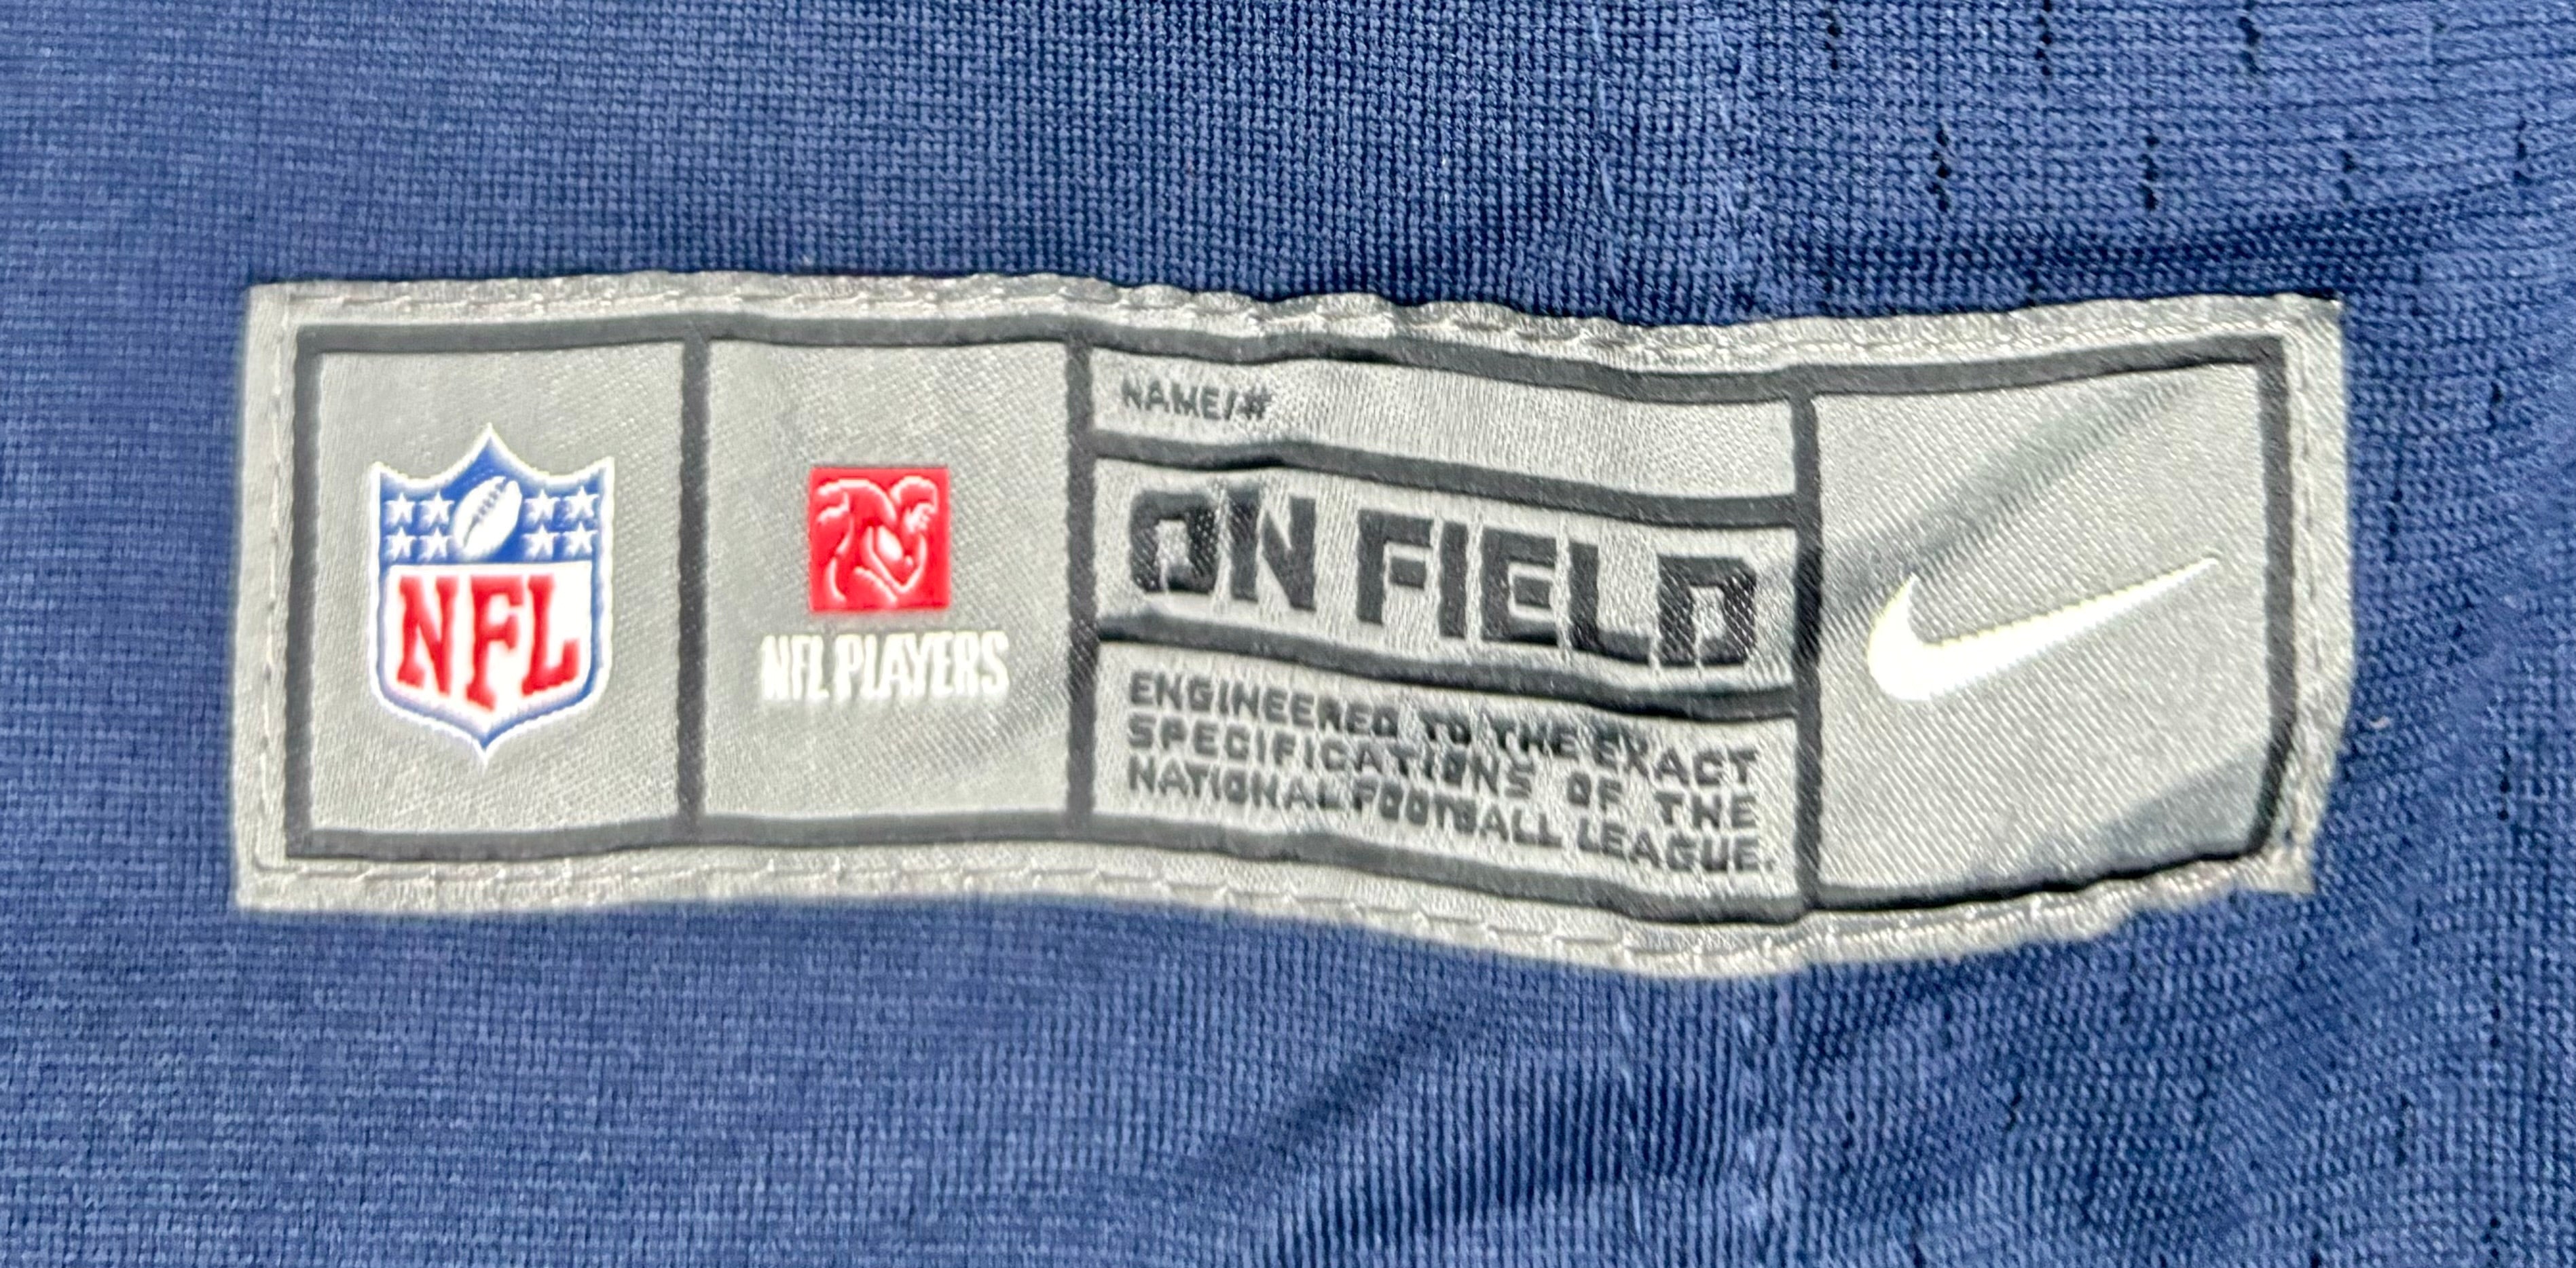 NFL
NFL PLAYERS
NAME/#
ON FIELD
ENGINEERED TO THE EXACT
SPECIFICATIONS OF THE
NATIONAL FOOTBALL LEAGUE.